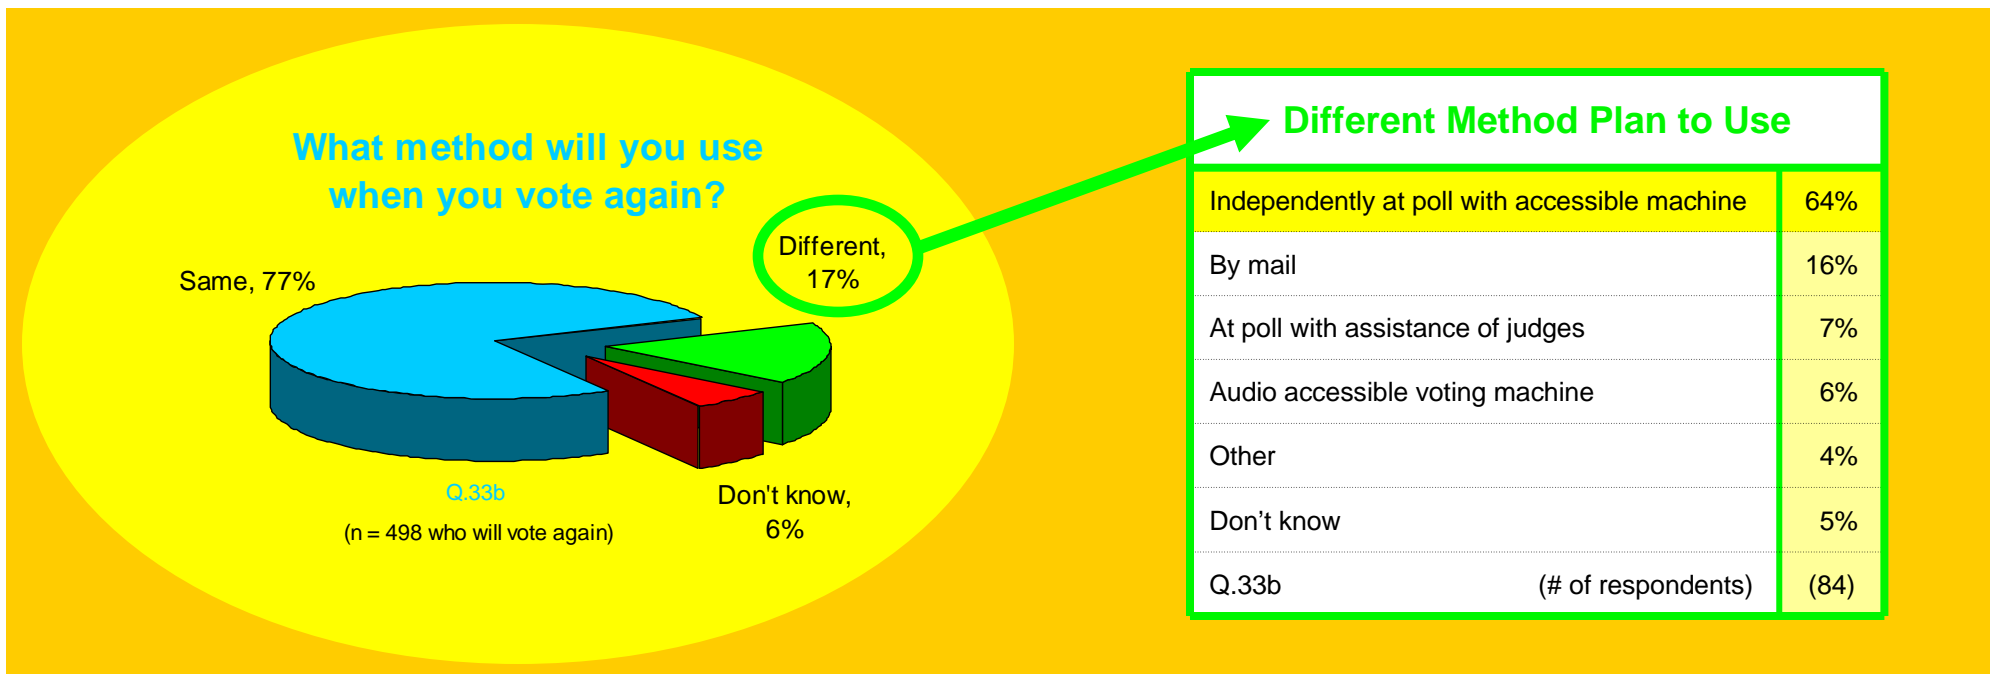 What method will you use
when you vote again?
Same, 77%
Different,
17%
Don't know,
6%
Q.33b
(n = 498 who will vote again)
Different Method Plan to Use
Independently at poll with accessible machine 64%
By mail 16%
At poll with assistance of judges 7%
Audio accessible voting machine 6%
Other 4%
Don’t know 5%
Q.33b (# of respondents) (84)